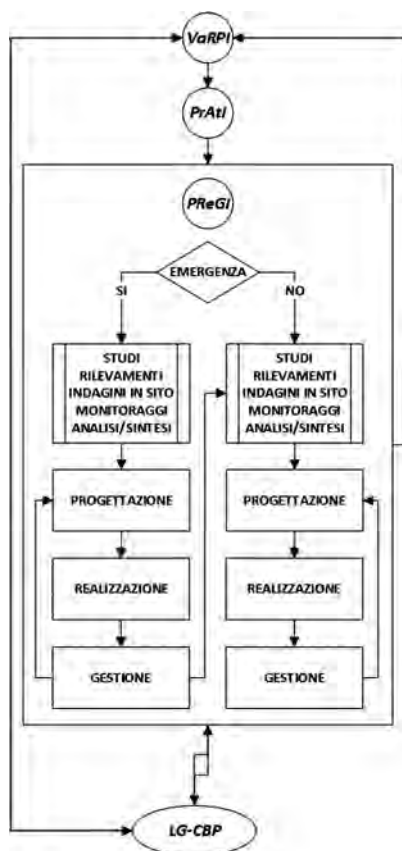 VaRPI
PrAtI
PReGI
EMERGENZA
SI
NO
STUDI
RILEVAMENTI
INDAGINI IN SITO
MONITORAGGI
ANALISI/SINTESI
STUDI
RILEVAMENTI
INDAGINI IN SITO
MONITORAGGI
ANALISI/SINTESI
PROGETTAZIONE
PROGETTAZIONE
REALIZZAZIONE
REALIZZAZIONE
GESTIONE
GESTIONE
LG-CBP